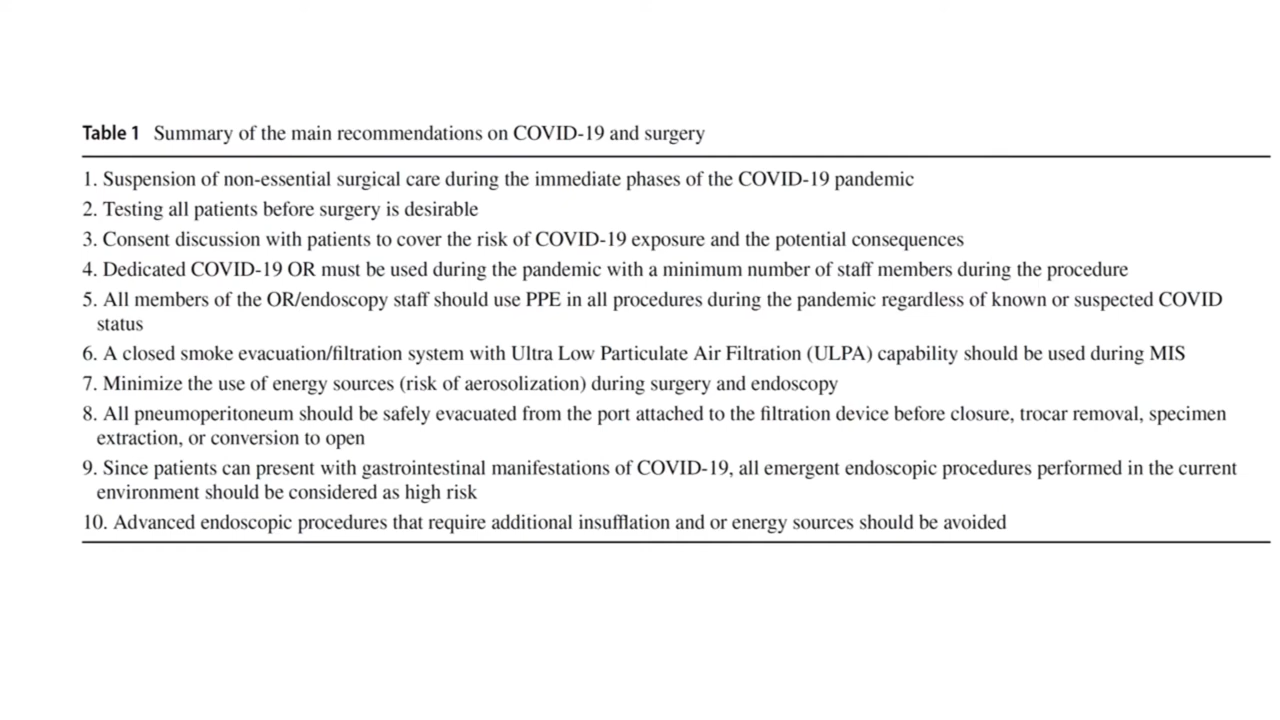 Table 1 Summary of the main recommendations on COVID-19 and surgery
1. Suspension of non-essential surgical care during the immediate phases of the COVID-19 pandemic
2. Testing all patients before surgery is desirable
3. Consent discussion with patients to cover the risk of COVID-19 exposure and the potential consequences
4. Dedicated COVID-19 OR must be used during the pandemic with a minimum number of staff members during the procedure
5. All members of the OR/endoscopy staff should use PPE in all procedures during the pandemic regardless of known or suspected COVID
status
6. A closed smoke evacuation/filtration system with Ultra Low Particulate Air Filtration (ULPA) capability should be used during MIS
7. Minimize the use of energy sources (risk of aerosolization) during surgery and endoscopy
8. All pneumoperitoneum should be safely evacuated from the port attached to the filtration device before closure, trocar removal, specimen
extraction, or conversion to open
9. Since patients can present with gastrointestinal manifestations of COVID-19, all emergent endoscopic procedures performed in the current
environment should be considered as high risk
10. Advanced endoscopic procedures that require additional insufflation and or energy sources should be avoided